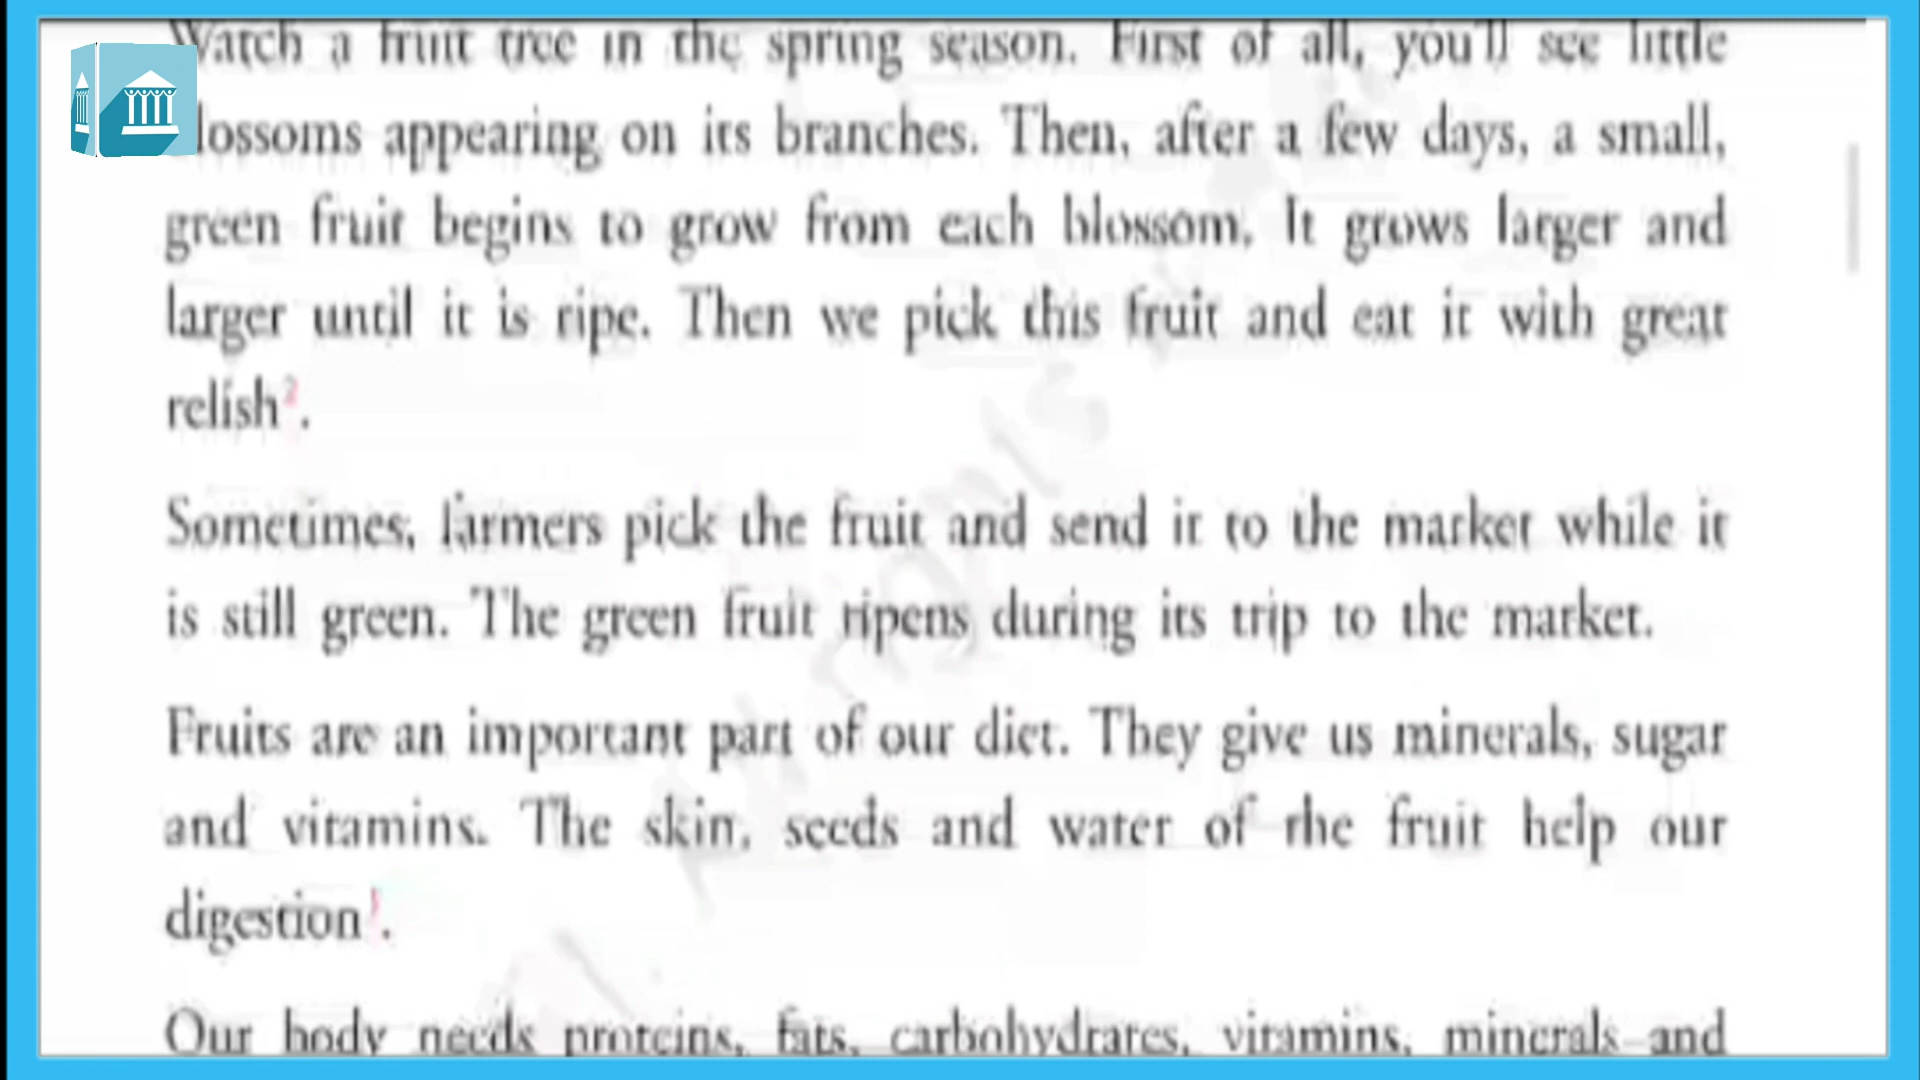 Watch a fruit tree in the spring season. First of all, you'll see little
lossoms appearing on its branches. Then, after a few days, a small,
green fruit begins to grow from each blossom. It grows larger and
larger until it is ripe. Then we pick this fruit and eat it with great
relish².
Sometimes, farmers pick the fruit and send it to the market while it
is still green. The green fruit ripens during its trip to the market.
Fruits are an important part of our diet. They give us minerals, sugar
and vitamins. The skin, seeds and water of the fruit help our
digestion¹.
Our body needs proteins, fats, carbohydrates, vitamins, minerals and